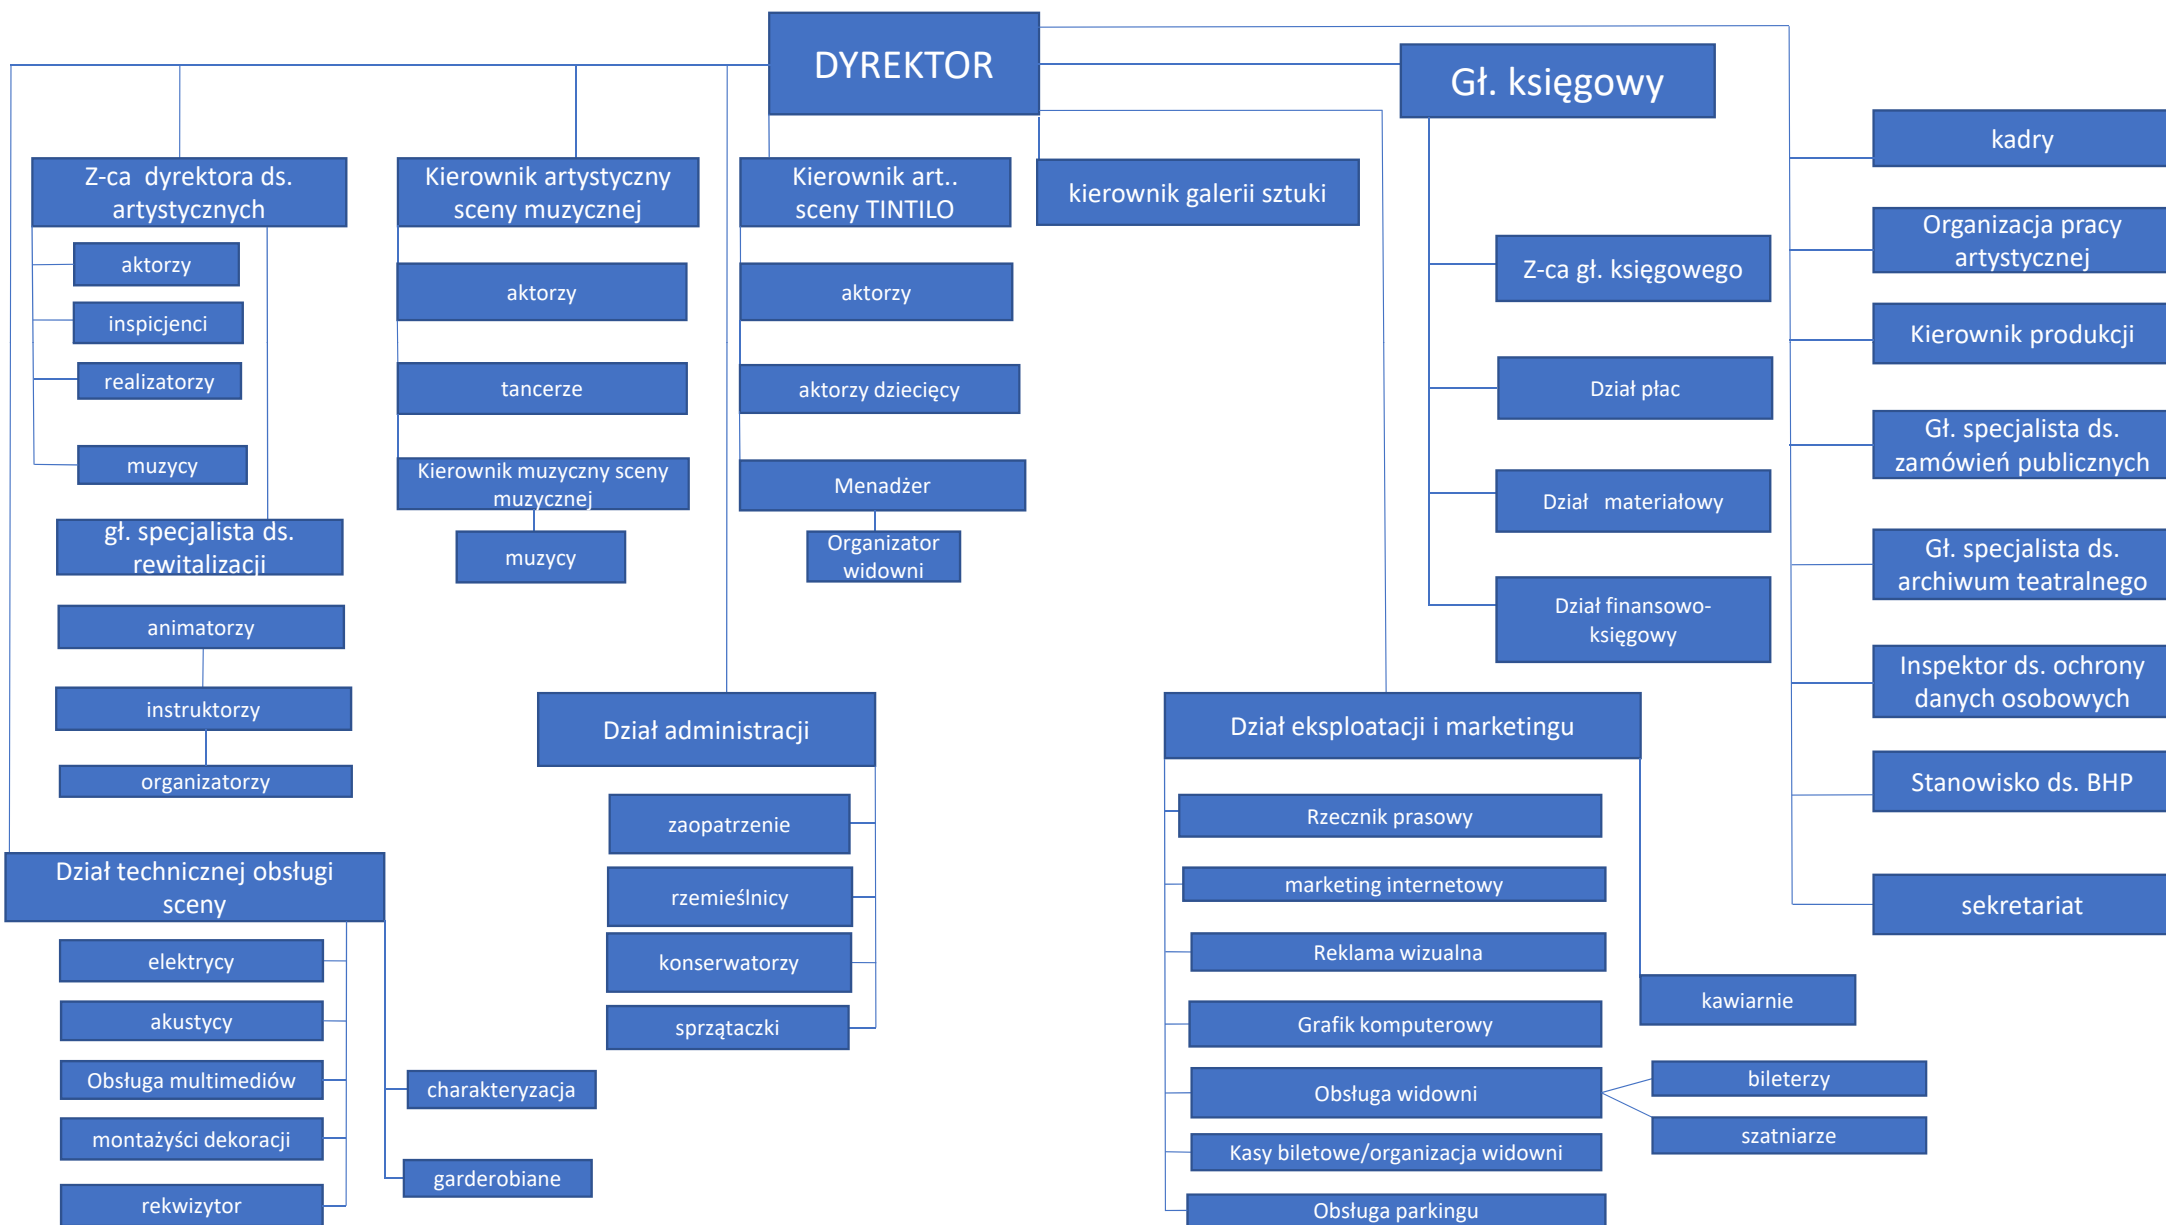 DYREKTOR
Gł. księgowy
Z-ca  dyrektora ds.
artystycznych
aktorzy
inspicjenci
realizatorzy
muzycy
gł. specjalista ds.
rewitalizacji
animatorzy
instruktorzy
organizatorzy
Kierownik artystyczny
sceny muzycznej
aktorzy
tancerze
Kierownik muzyczny sceny
muzycznej
muzycy
Kierownik art..
sceny TINTILO
aktorzy
aktorzy dziecięcy
Menadżer
Organizator
widowni
kierownik galerii sztuki
Z-ca gł. księgowego
Dział płac
Dział   materiałowy
Dział finansowo-
księgowy
kadry
Organizacja pracy
artystycznej
Kierownik produkcji
Gł. specjalista ds.
zamówień publicznych
Gł. specjalista ds.
archiwum teatralnego
Inspektor ds. ochrony
danych osobowych
Stanowisko ds. BHP
sekretariat
Dział technicznej obsługi
sceny
elektrycy
akustycy
Obsługa multimediów
montażyści dekoracji
rekwizytor
charakteryzacja
garderobiane
Dział administracji
zaopatrzenie
rzemieślnicy
konserwatorzy
sprzątaczki
Dział eksploatacji i marketingu
Rzecznik prasowy
marketing internetowy
Reklama wizualna
Grafik komputerowy
Obsługa widowni
Kasy biletowe/organizacja widowni
Obsługa parkingu
kawiarnie
bileterzy
szatniarze